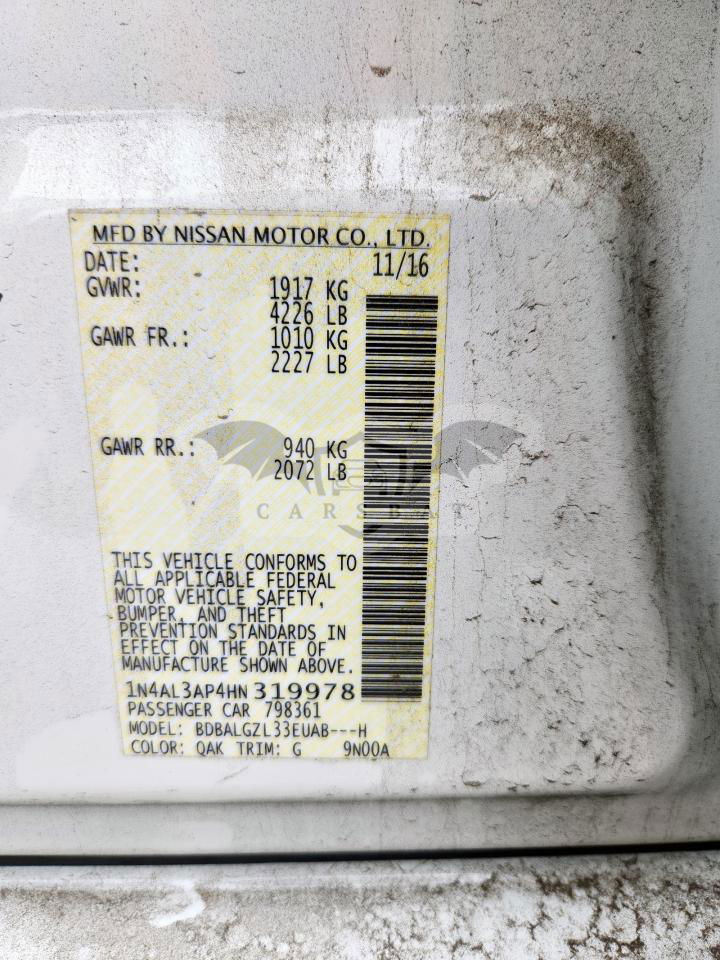 MFD BY NISSAN MOTOR CO., LTD.
DATE: 11/16
GVWR: 1917 KG
4226 LB
GAWR FR.: 1010 KG
2227 LB
GAWR RR.: 940 KG
2072 LB
CARSBAT
THIS VEHICLE CONFORMS TO
ALL APPLICABLE FEDERAL
MOTOR VEHICLE SAFETY,
BUMPER, AND THEFT
PREVENTION STANDARDS IN
EFFECT ON THE DATE OF
MANUFACTURE SHOWN ABOVE.
1N4AL3AP4HN319978
PASSENGER CAR 798361
MODEL: BDBALGZL33EUAB---H
COLOR: QAK TRIM: G 9N00A